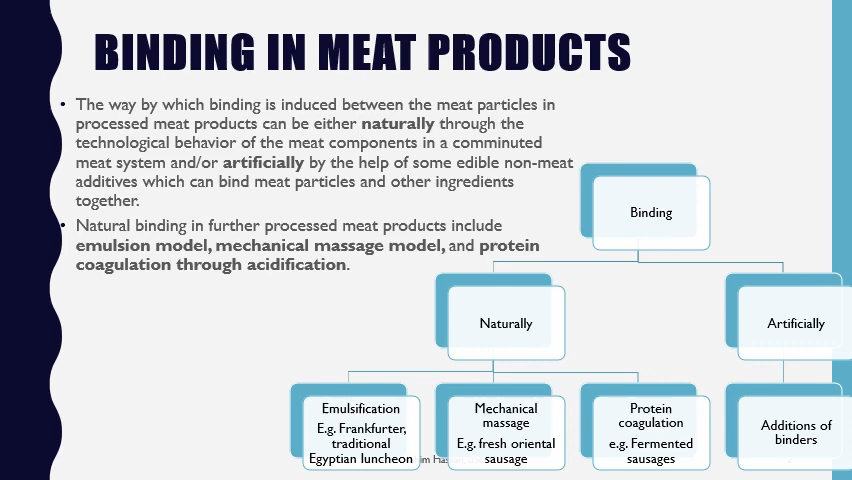 BINDING IN MEAT PRODUCTS
• The way by which binding is induced between the meat particles in
processed meat products can be either naturally through the
technological behavior of the meat components in a comminuted
meat system and/or artificially by the help of some edible non-meat
additives which can bind meat particles and other ingredients
together.
• Natural binding in further processed meat products include
emulsion model, mechanical massage model, and protein
coagulation through acidification.
Binding
Naturally
Artificially
Emulsification
E.g. Frankfurter,
traditional
Egyptian luncheon
Mechanical
massage
E.g. fresh oriental
sausage
Protein
coagulation
e.g. Fermented
sausages
Additions of
binders